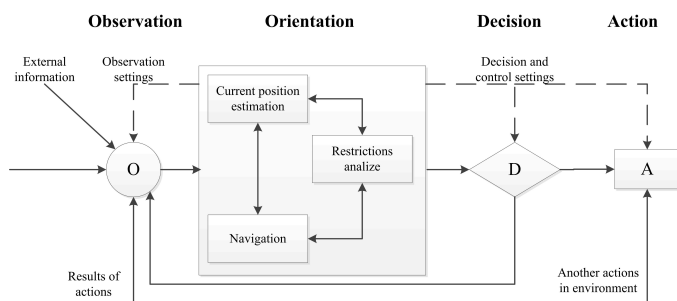 Observation
Orientation
Decision
Action
External
information
Observation
settings
Decision and
control settings
Current position
estimation
Restrictions
analize
Navigation
O
D
A
Results of
actions
Another actions
in environment